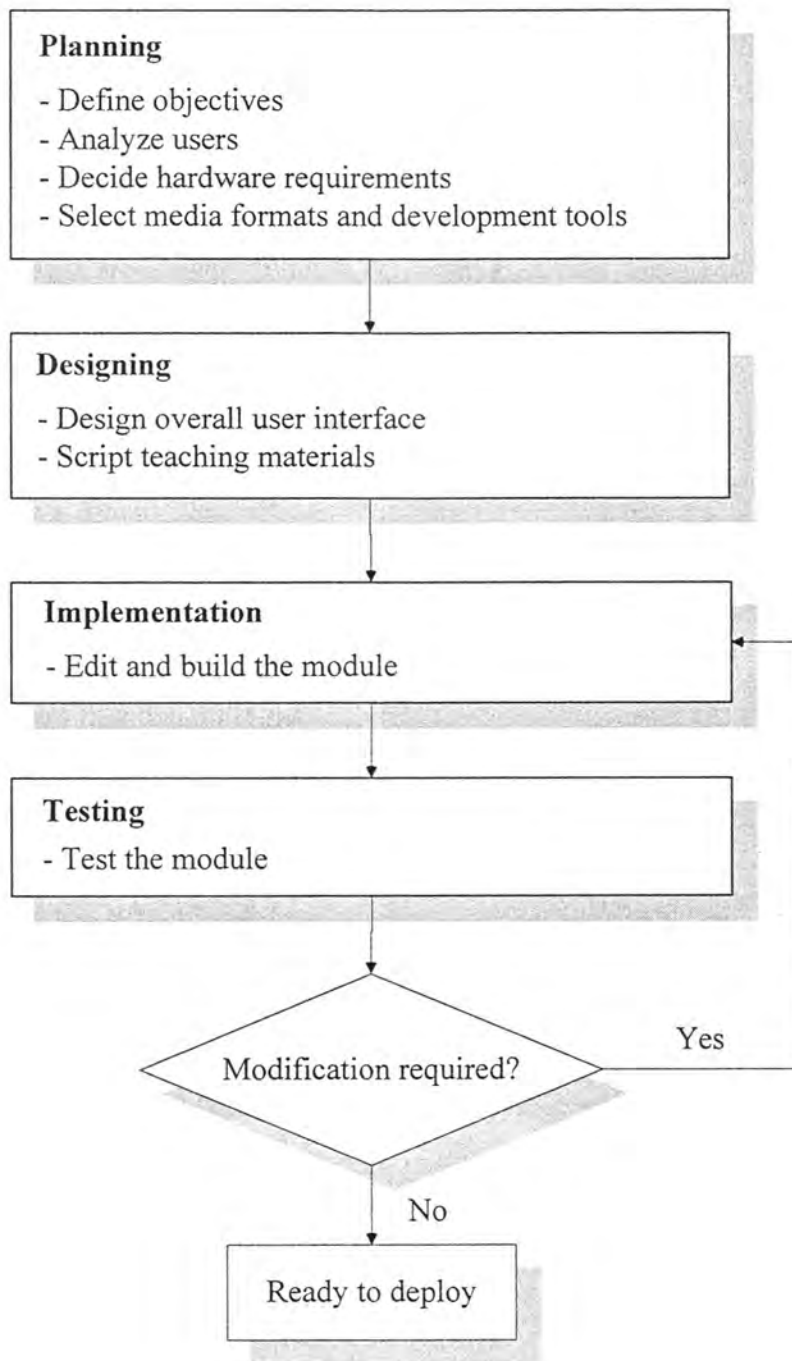 Planning
- Define objectives
- Analyze users
- Decide hardware requirements
- Select media formats and development tools
Designing
- Design overall user interface
- Script teaching materials
Implementation
- Edit and build the module
Testing
- Test the module
Modification required?
Yes
No
Ready to deploy